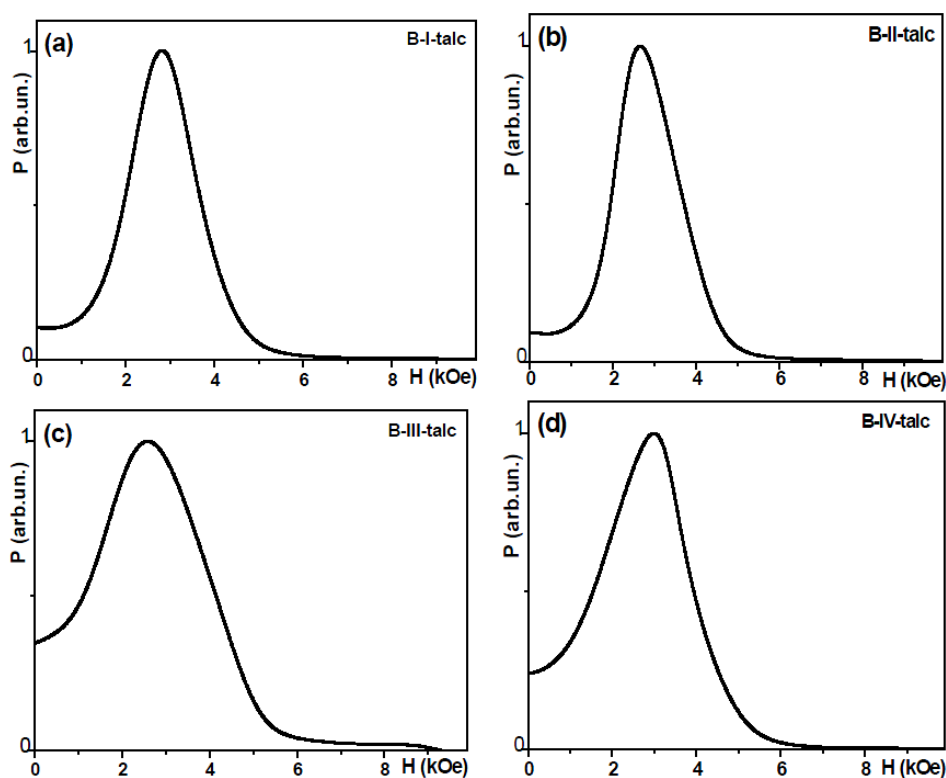 (a)
B-I-talc
P (arb.un.)
1
0
0 2 4 6 8
H (kOe)
(b)
B-II-talc
P (arb.un.)
1
0
0 2 4 6 8
H (kOe)
(c)
B-III-talc
P (arb.un.)
1
0
0 2 4 6 8
H (kOe)
(d)
B-IV-talc
P (arb.un.)
1
0
0 2 4 6 8
H (kOe)